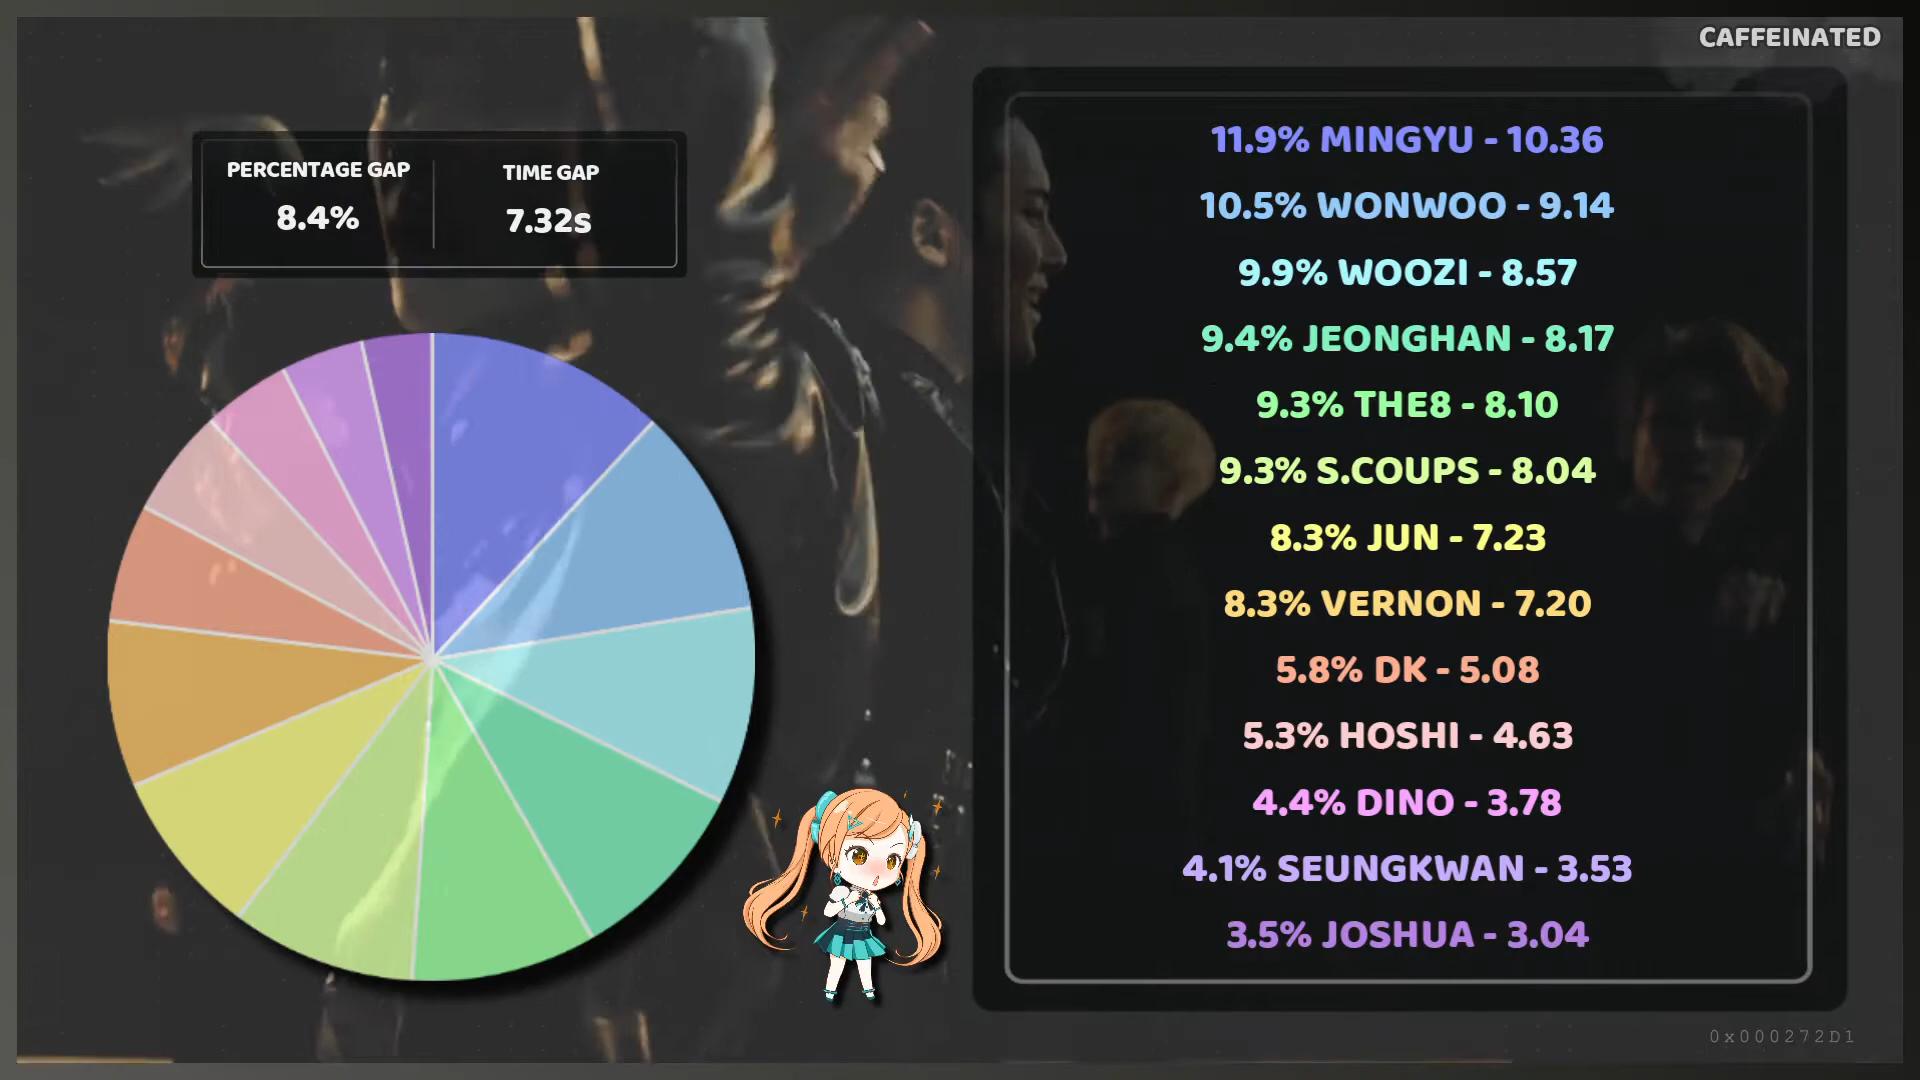 CAFFEINATED
PERCENTAGE GAP
8.4%
TIME GAP
7.32s
11.9% MINGYU - 10.36
10.5% WONWOO - 9.14
9.9% WOOZI - 8.57
9.4% JEONGHAN - 8.17
9.3% THE8 - 8.10
9.3% S.COUPS - 8.04
8.3% JUN - 7.23
8.3% VERNON - 7.20
5.8% DK - 5.08
5.3% HOSHI - 4.63
4.4% DINO - 3.78
4.1% SEUNGKWAN - 3.53
3.5% JOSHUA - 3.04
0x000272D1